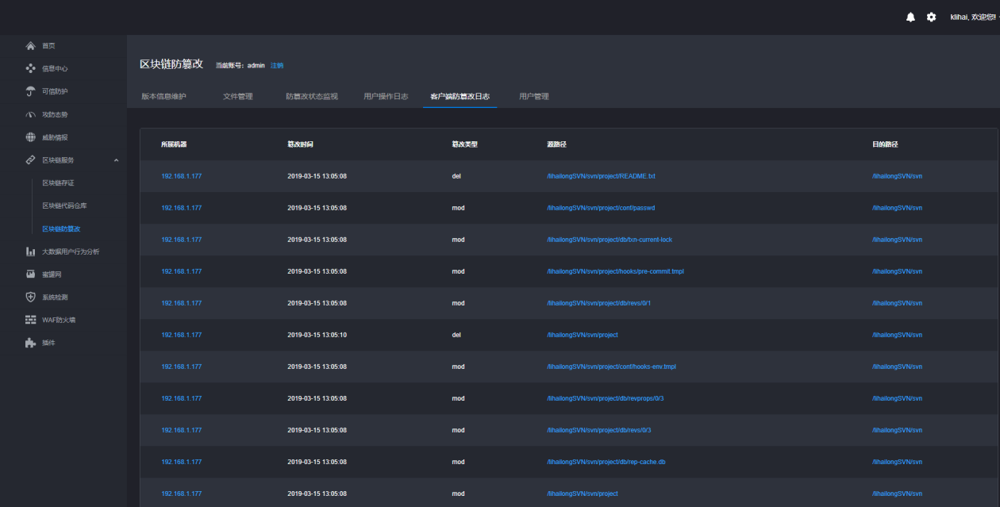 klihai, 欢迎您!
首页
信息中心
可信防护
攻防态势
威胁情报
区块链服务
区块链存证
区块链代码仓库
区块链防篡改
大数据用户行为分析
蜜罐网
系统检测
WAF防火墙
插件
区块链防篡改 当前账号：admin 注销
版本信息维护 文件管理 防篡改状态监视 用户操作日志 客户端防篡改日志 用户管理
所属机器 篡改时间 篡改类型 源路径 目的路径
192.168.1.177 2019-03-15 13:05:08 del /lihailongSVN/svn/project/README.txt /lihailongSVN/svn
192.168.1.177 2019-03-15 13:05:08 mod /lihailongSVN/svn/project/conf/passwd /lihailongSVN/svn
192.168.1.177 2019-03-15 13:05:08 mod /lihailongSVN/svn/project/db/txn-current-lock /lihailongSVN/svn
192.168.1.177 2019-03-15 13:05:08 mod /lihailongSVN/svn/project/hooks/pre-commit.tmpl /lihailongSVN/svn
192.168.1.177 2019-03-15 13:05:08 mod /lihailongSVN/svn/project/db/revs/0/1 /lihailongSVN/svn
192.168.1.177 2019-03-15 13:05:10 del /lihailongSVN/svn/project /lihailongSVN/svn
192.168.1.177 2019-03-15 13:05:08 mod /lihailongSVN/svn/project/conf/hooks-env.tmpl /lihailongSVN/svn
192.168.1.177 2019-03-15 13:05:08 mod /lihailongSVN/svn/project/db/revprops/0/3 /lihailongSVN/svn
192.168.1.177 2019-03-15 13:05:08 mod /lihailongSVN/svn/project/db/revs/0/3 /lihailongSVN/svn
192.168.1.177 2019-03-15 13:05:08 mod /lihailongSVN/svn/project/db/rep-cache.db /lihailongSVN/svn
192.168.1.177 2019-03-15 13:05:08 mod /lihailongSVN/svn/project /lihailongSVN/svn